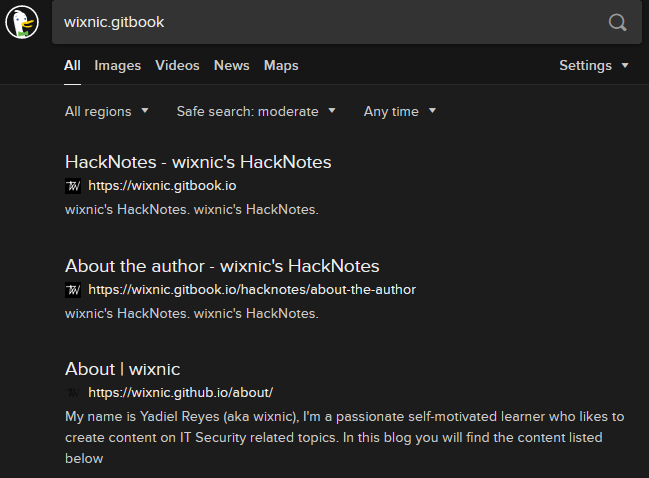 wixnic.gitbook
All Images Videos News Maps Settings
All regions Safe search: moderate Any time
HackNotes - wixnic's HackNotes
https://wixnic.gitbook.io
wixnic's HackNotes. wixnic's HackNotes.
About the author - wixnic's HackNotes
https://wixnic.gitbook.io/hacknotes/about-the-author
wixnic's HackNotes. wixnic's HackNotes.
About | wixnic
https://wixnic.github.io/about/
My name is Yadiel Reyes (aka wixnic), I'm a passionate self-motivated learner who likes to
create content on IT Security related topics. In this blog you will find the content listed
below